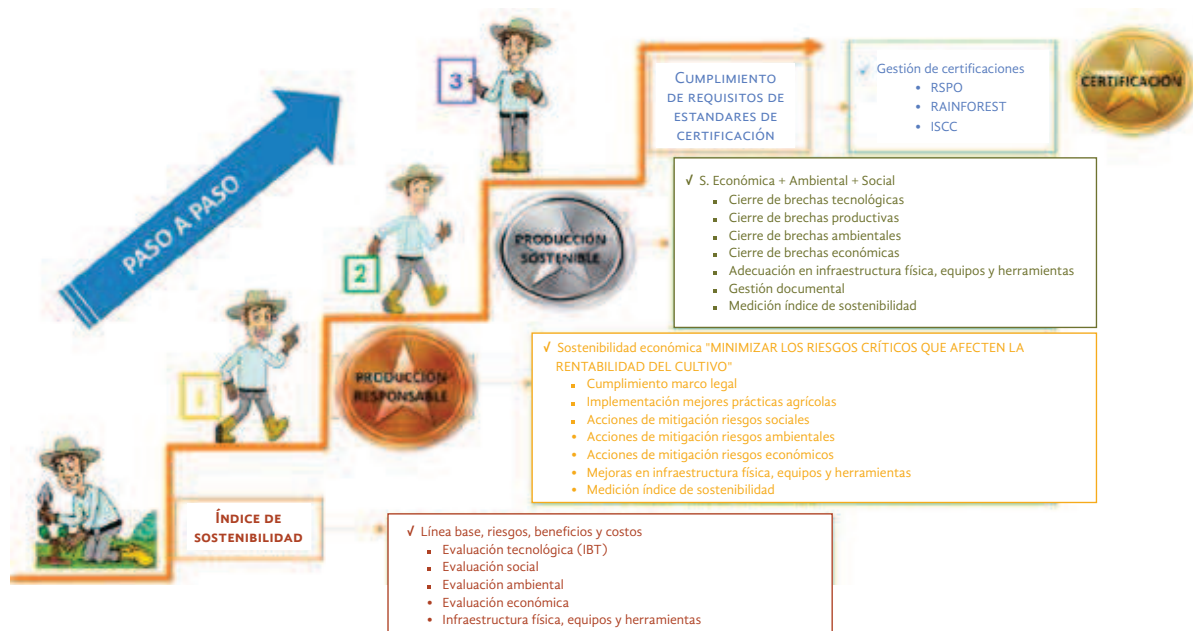 PASO A PASO
3
2
1
CUMPLIMIENTO
DE REQUISITOS DE
ESTANDARES DE
CERTIFICACIÓN
✓ Gestión de certificaciones
• RSPO
• RAINFOREST
• ISCC
CERTIFICACIÓN
PRODUCCIÓN
SOSTENIBLE
√ S. Económica + Ambiental + Social
▪ Cierre de brechas tecnológicas
▪ Cierre de brechas productivas
▪ Cierre de brechas ambientales
▪ Cierre de brechas económicas
▪ Adecuación en infraestructura física, equipos y herramientas
▪ Gestión documental
▪ Medición índice de sostenibilidad
PRODUCCIÓN
RESPONSABLE
√ Sostenibilidad económica "MINIMIZAR LOS RIESGOS CRÍTICOS QUE AFECTEN LA
RENTABILIDAD DEL CULTIVO"
▪ Cumplimiento marco legal
▪ Implementación mejores prácticas agrícolas
▪ Acciones de mitigación riesgos sociales
• Acciones de mitigación riesgos ambientales
• Acciones de mitigación riesgos económicos
• Mejoras en infraestructura física, equipos y herramientas
• Medición índice de sostenibilidad
ÍNDICE DE
SOSTENIBILIDAD
√ Línea base, riesgos, beneficios y costos
▪ Evaluación tecnológica (IBT)
▪ Evaluación social
▪ Evaluación ambiental
• Evaluación económica
• Infraestructura física, equipos y herramientas